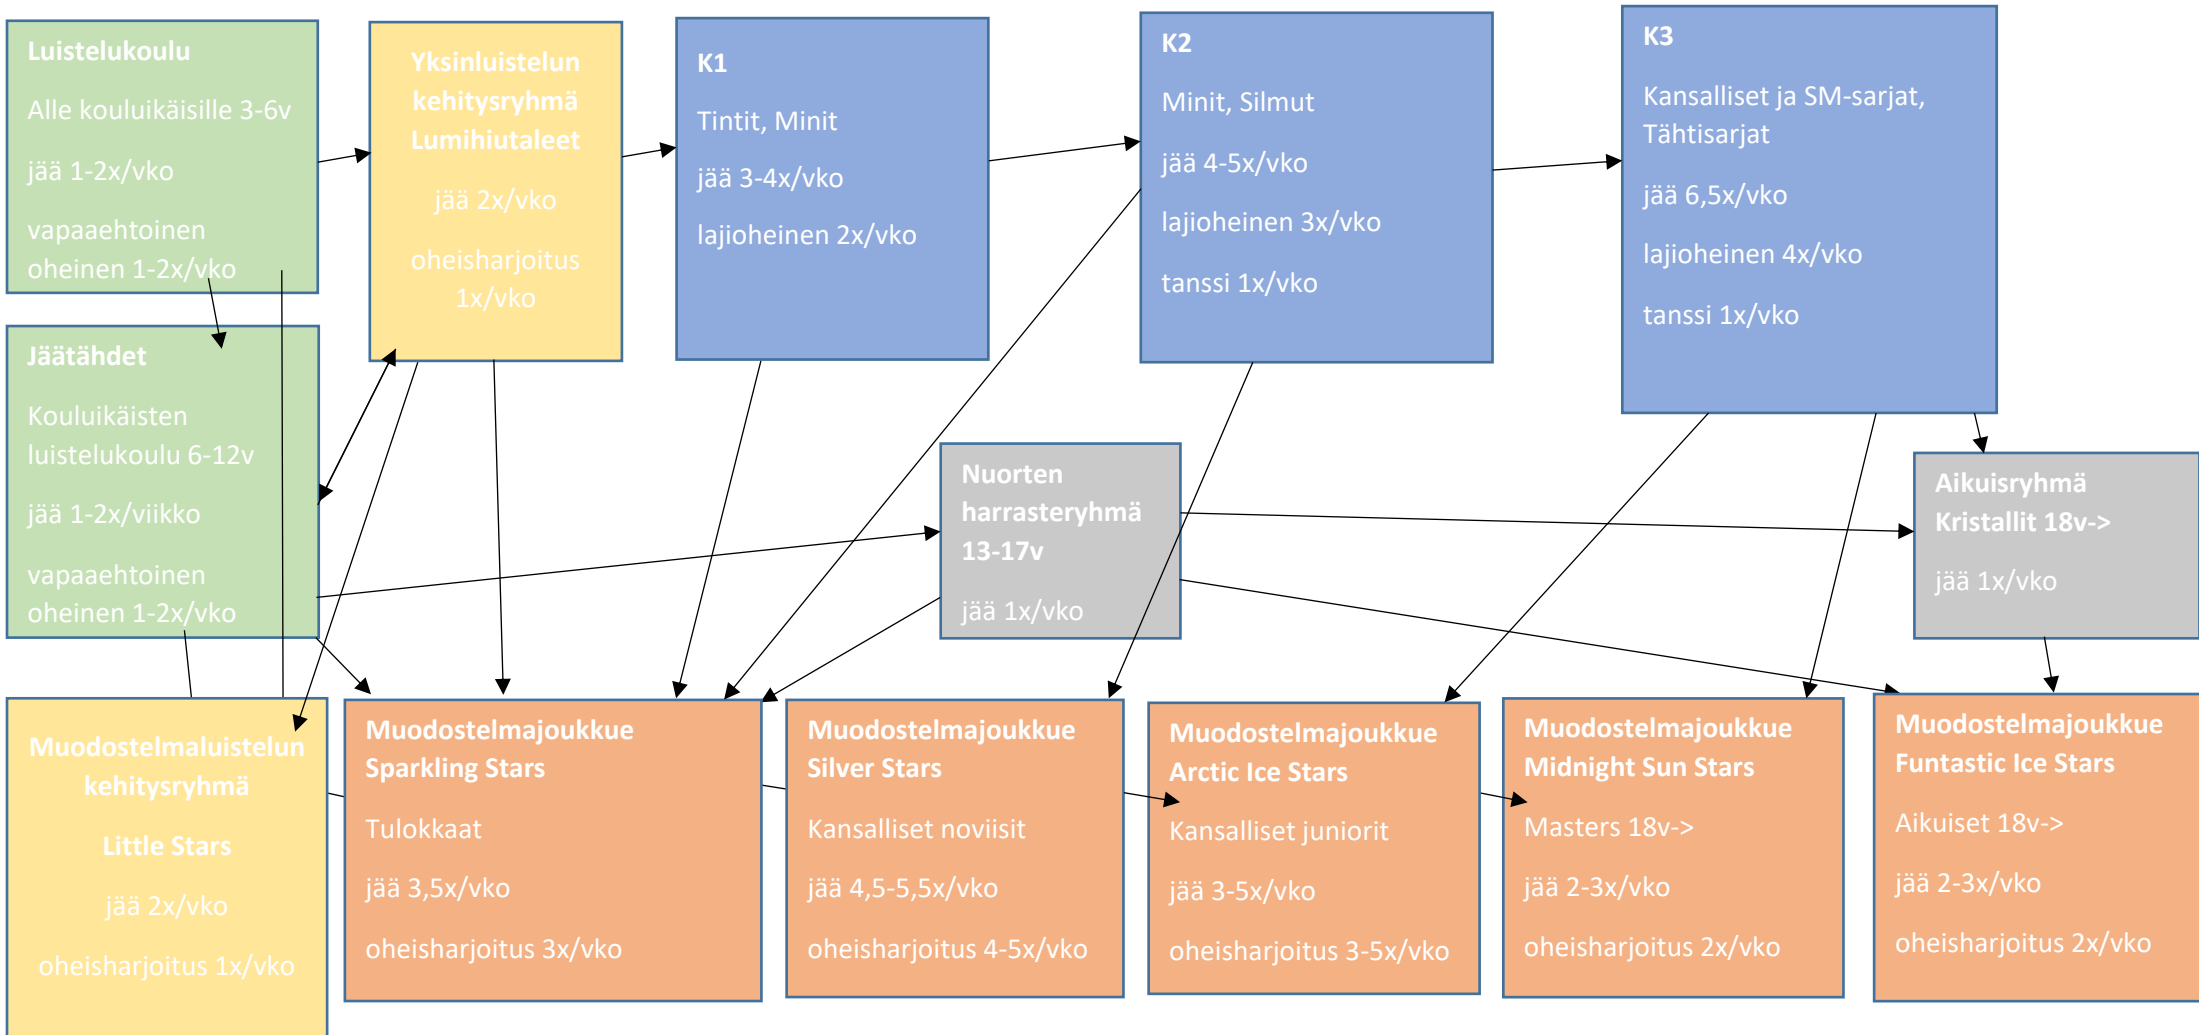 Luistelukoulu
Alle kouluikäisille 3-6v
jää 1-2x/vko
vapaaehtoinen
oheinen 1-2x/vko
Yksinluistelun
kehitysryhmä
Lumihiutaleet
jää 2x/vko
oheisharjoitus
1x/vko
K1
Tintit, Minit
jää 3-4x/vko
lajioheinen 2x/vko
K2
Minit, Silmut
jää 4-5x/vko
lajioheinen 3x/vko
tanssi 1x/vko
K3
Kansalliset ja SM-sarjat,
Tähtisarjat
jää 6,5x/vko
lajioheinen 4x/vko
tanssi 1x/vko
Jäätähdet
Kouluikäisten
luistelukoulu 6-12v
jää 1-2x/viikko
vapaaehtoinen
oheinen 1-2x/vko
Nuorten
harrasteryhmä
13-17v
jää 1x/vko
Aikuisryhmä
Kristallit 18v->
jää 1x/vko
Muodostelmaluistelun
kehitysryhmä
Little Stars
jää 2x/vko
oheisharjoitus 1x/vko
Muodostelmajoukkue
Sparkling Stars
Tulokkaat
jää 3,5x/vko
oheisharjoitus 3x/vko
Muodostelmajoukkue
Silver Stars
Kansalliset noviisit
jää 4,5-5,5x/vko
oheisharjoitus 4-5x/vko
Muodostelmajoukkue
Arctic Ice Stars
Kansalliset juniorit
jää 3-5x/vko
oheisharjoitus 3-5x/vko
Muodostelmajoukkue
Midnight Sun Stars
Masters 18v->
jää 2-3x/vko
oheisharjoitus 2x/vko
Muodostelmajoukkue
Funtastic Ice Stars
Aikuiset 18v->
jää 2-3x/vko
oheisharjoitus 2x/vko